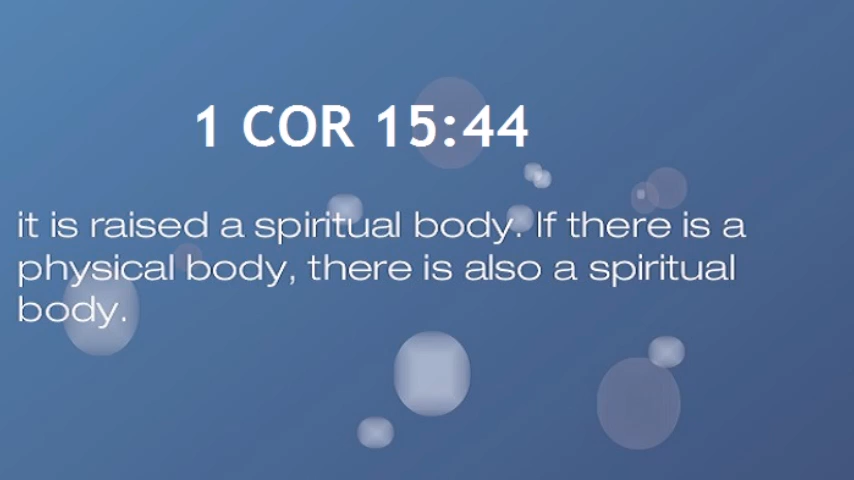 1 COR 15:44
it is raised a spiritual body. If there is a
physical body, there is also a spiritual
body.